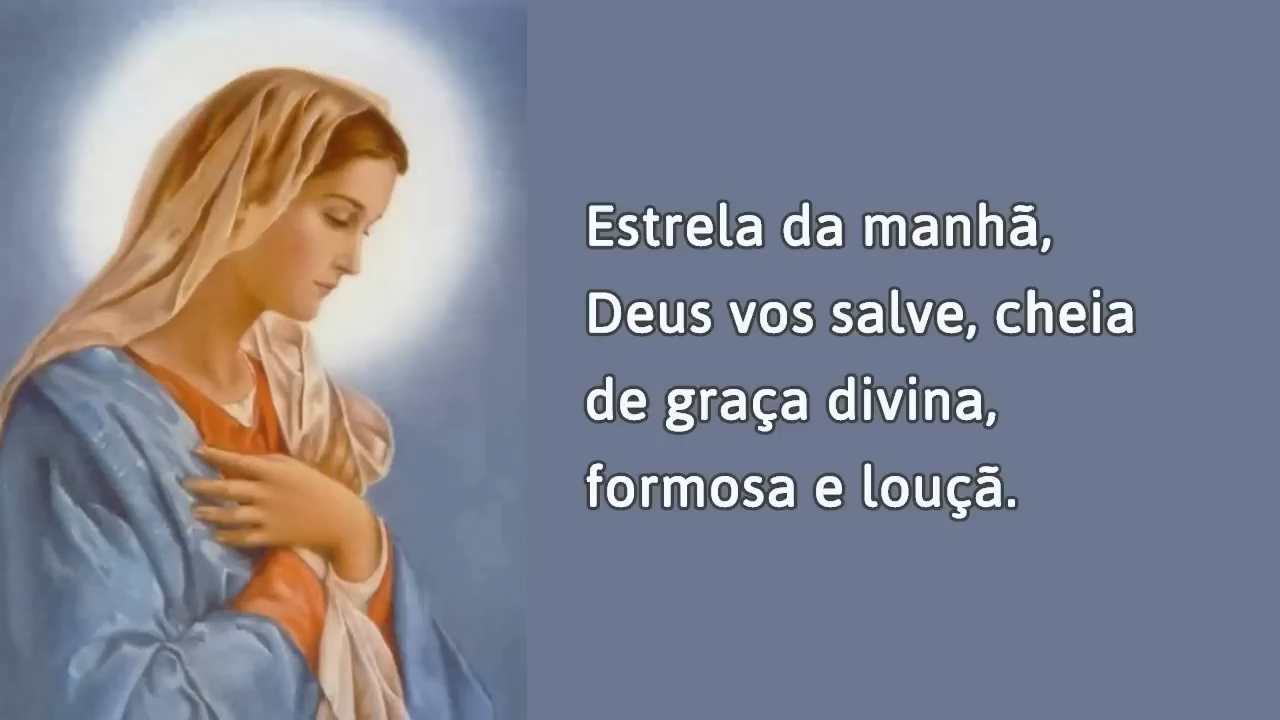 Estrela da manhã,
Deus vos salve, cheia
de graça divina,
formosa e louçã.